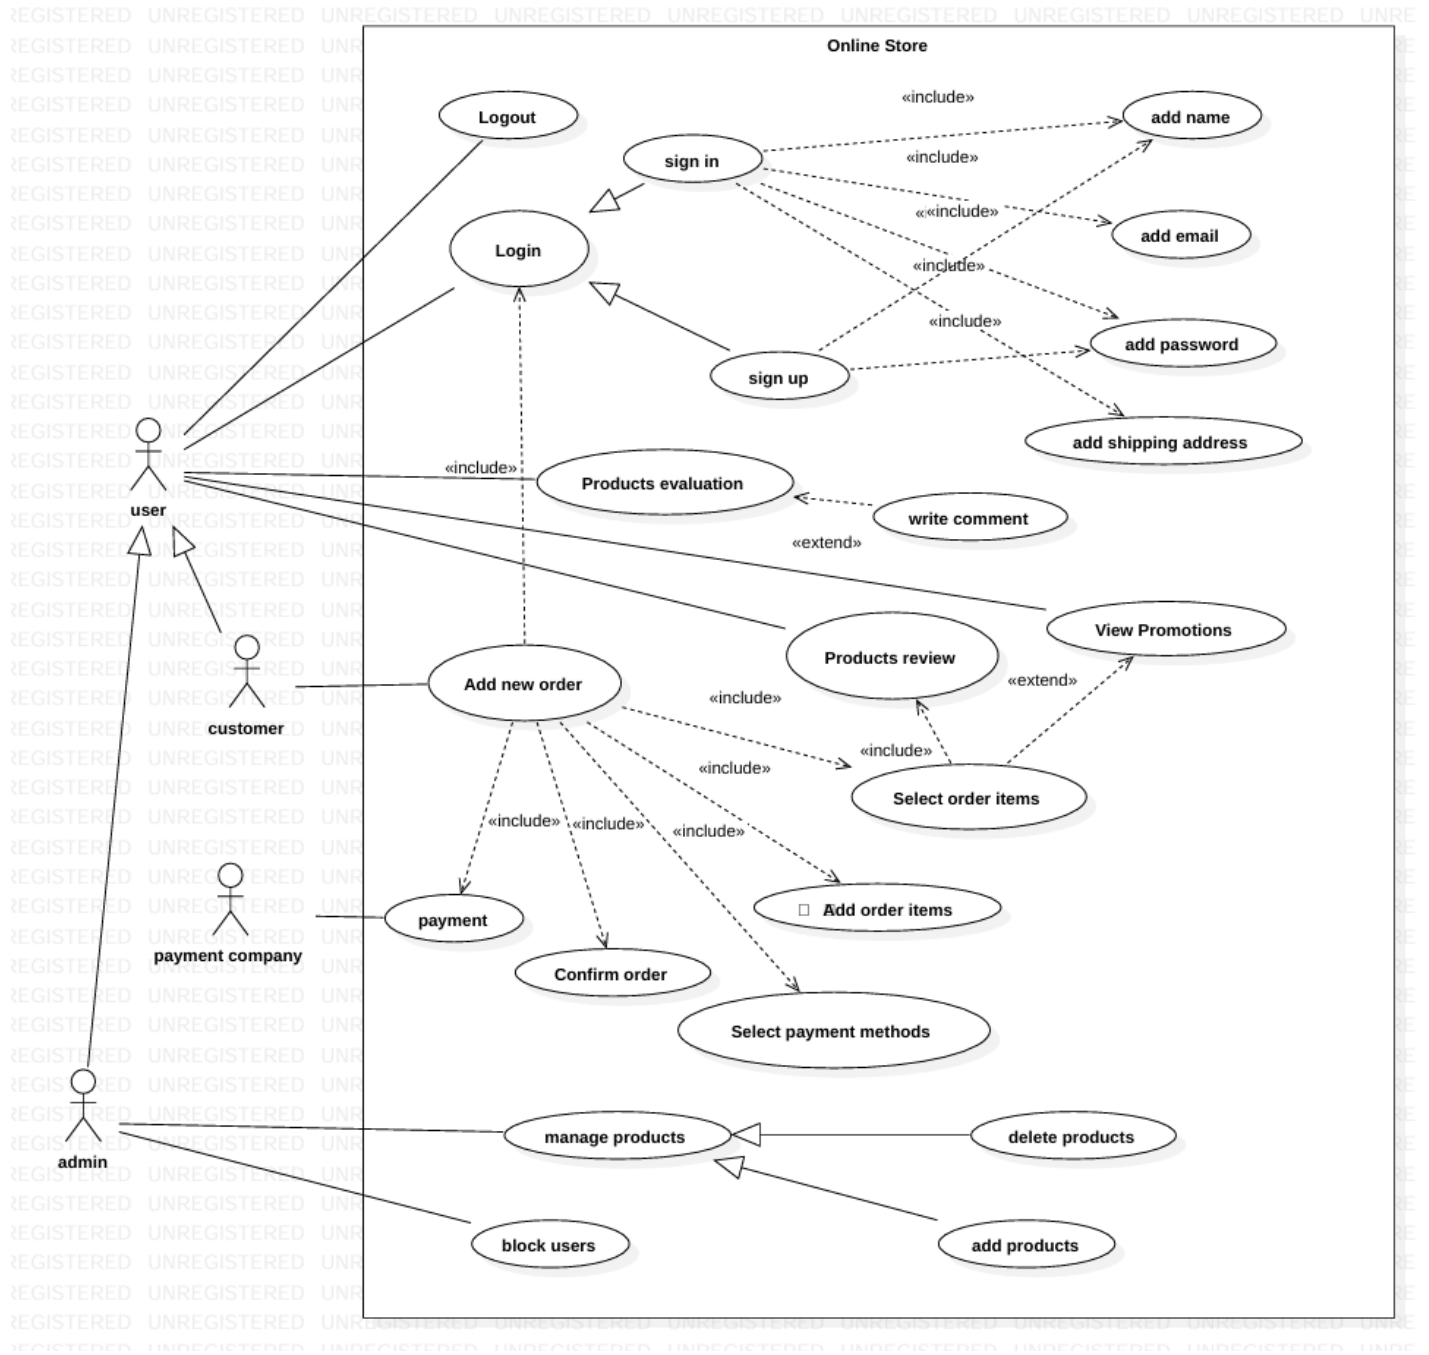 UNREGISTERED
Online Store
Logout
«include»
add name
sign in
«include»
«include»
add email
Login
«include»
«include»
add password
sign up
add shipping address
«include»
Products evaluation
user
write comment
«extend»
View Promotions
Products review
Add new order
«include»
«extend»
customer
«include»
«include»
Select order items
«include»
«include»
«include»
Add order items
payment
payment company
Confirm order
Select payment methods
manage products
delete products
admin
block users
add products